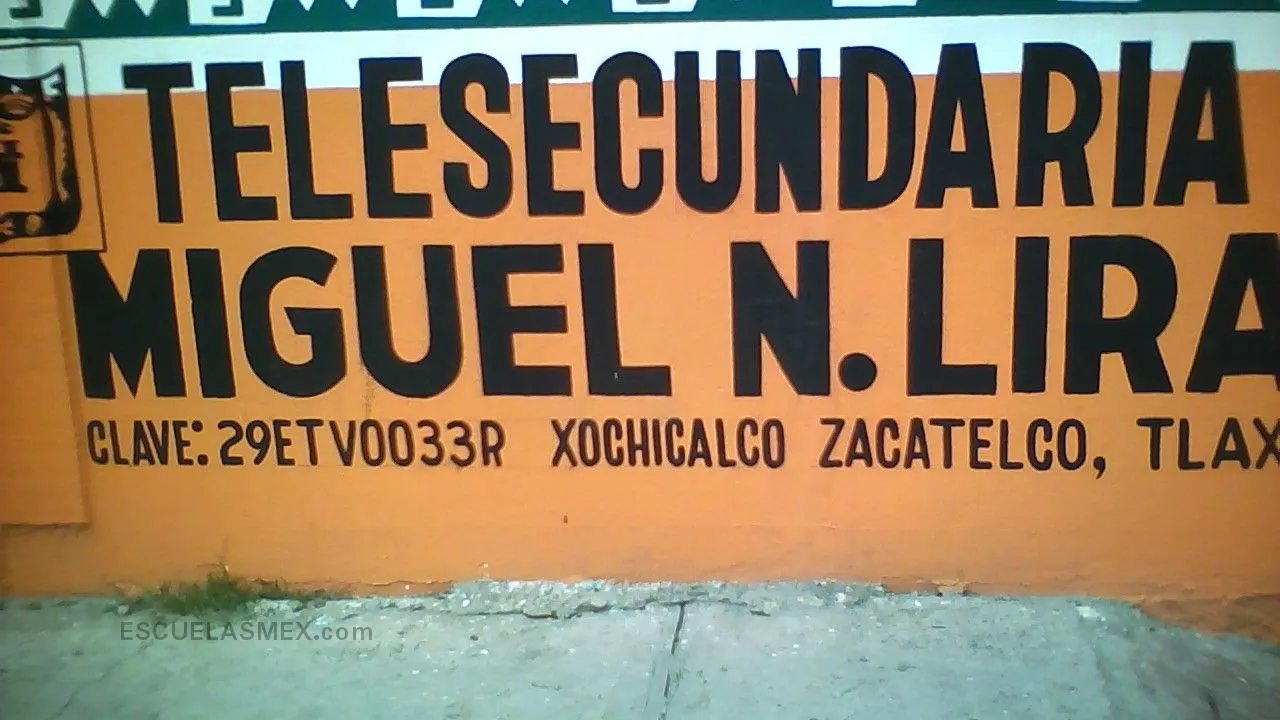 TELESECUNDARIA
MIGUEL N. LIRA
CLAVE: 29ETV0033R XOCHICALCO ZACATELCO, TLAX
ESCUELASMEX.com